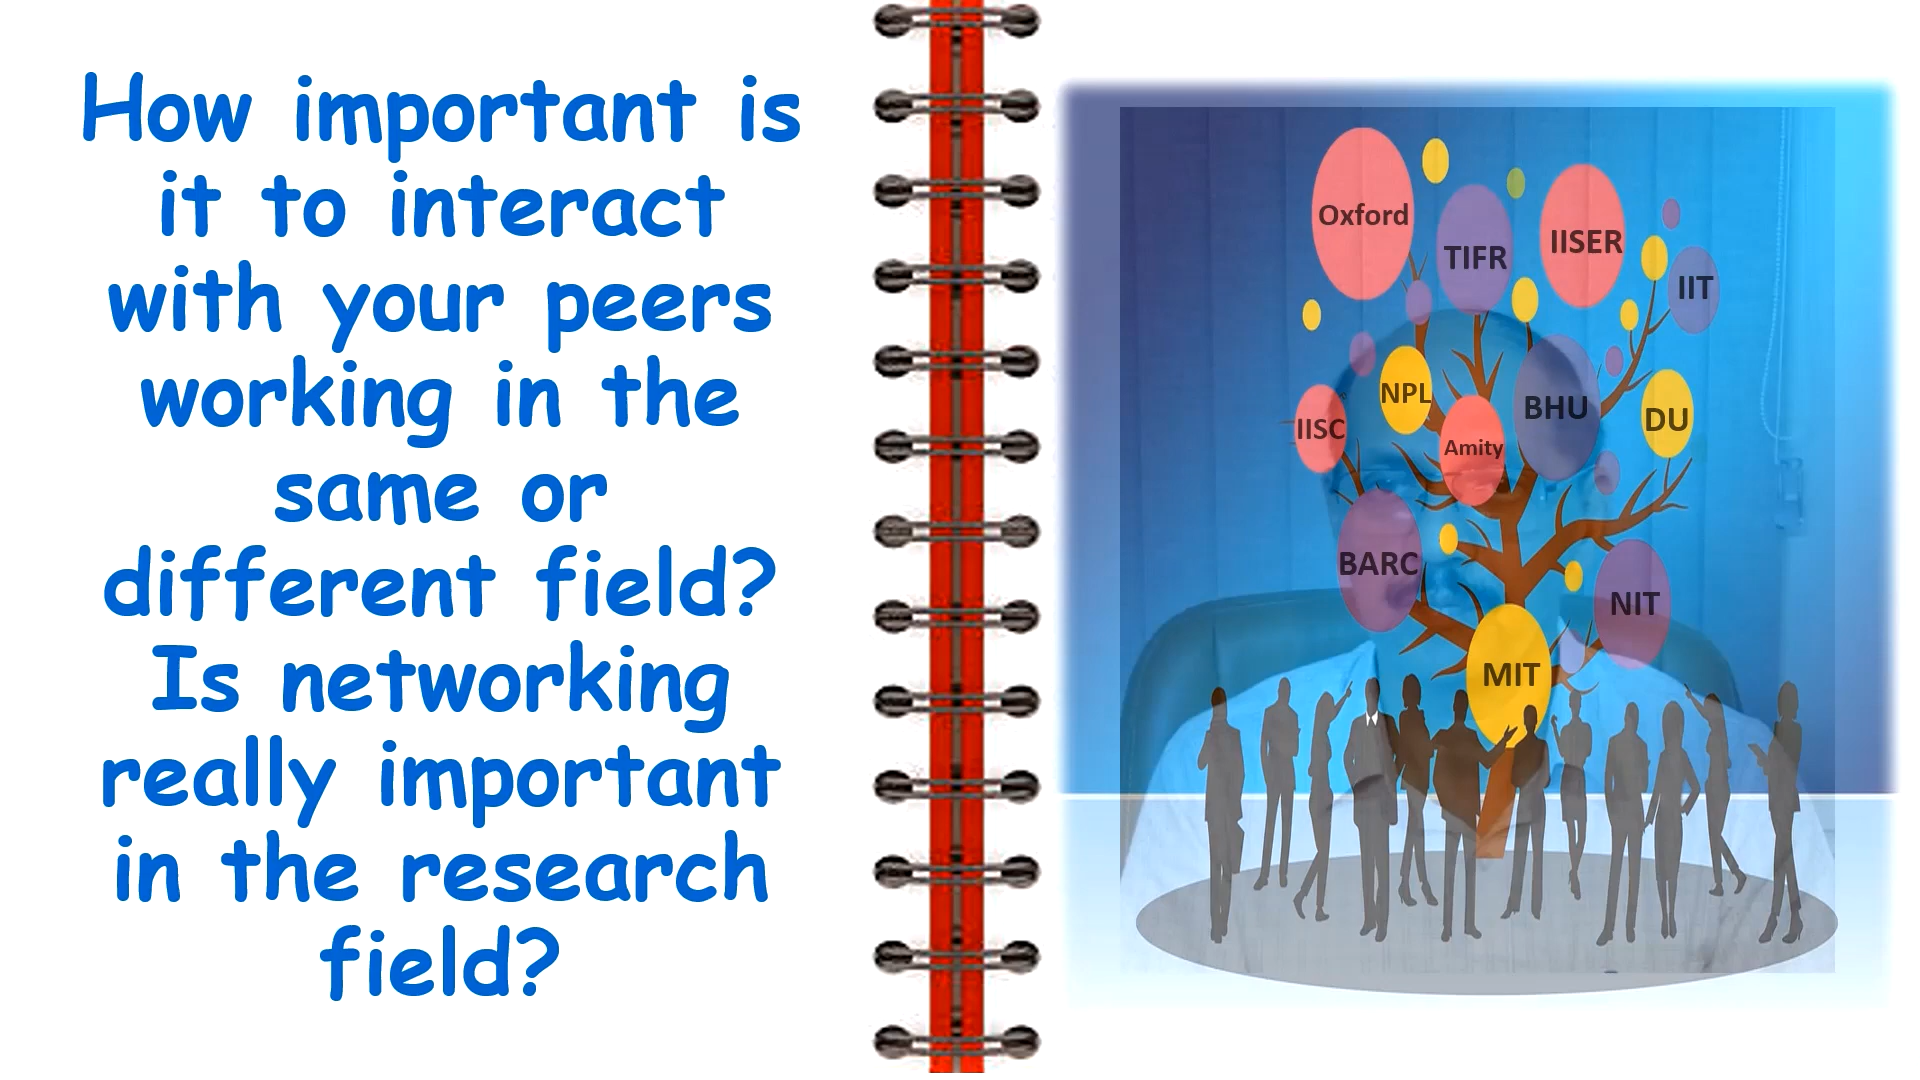 How important is
it to interact
with your peers
working in the
same or
different field?
Is networking
really important
in the research
field?
Oxford
TIFR
IISER
IIT
NPL
BHU
DU
IISC
Amity
BARC
NIT
MIT